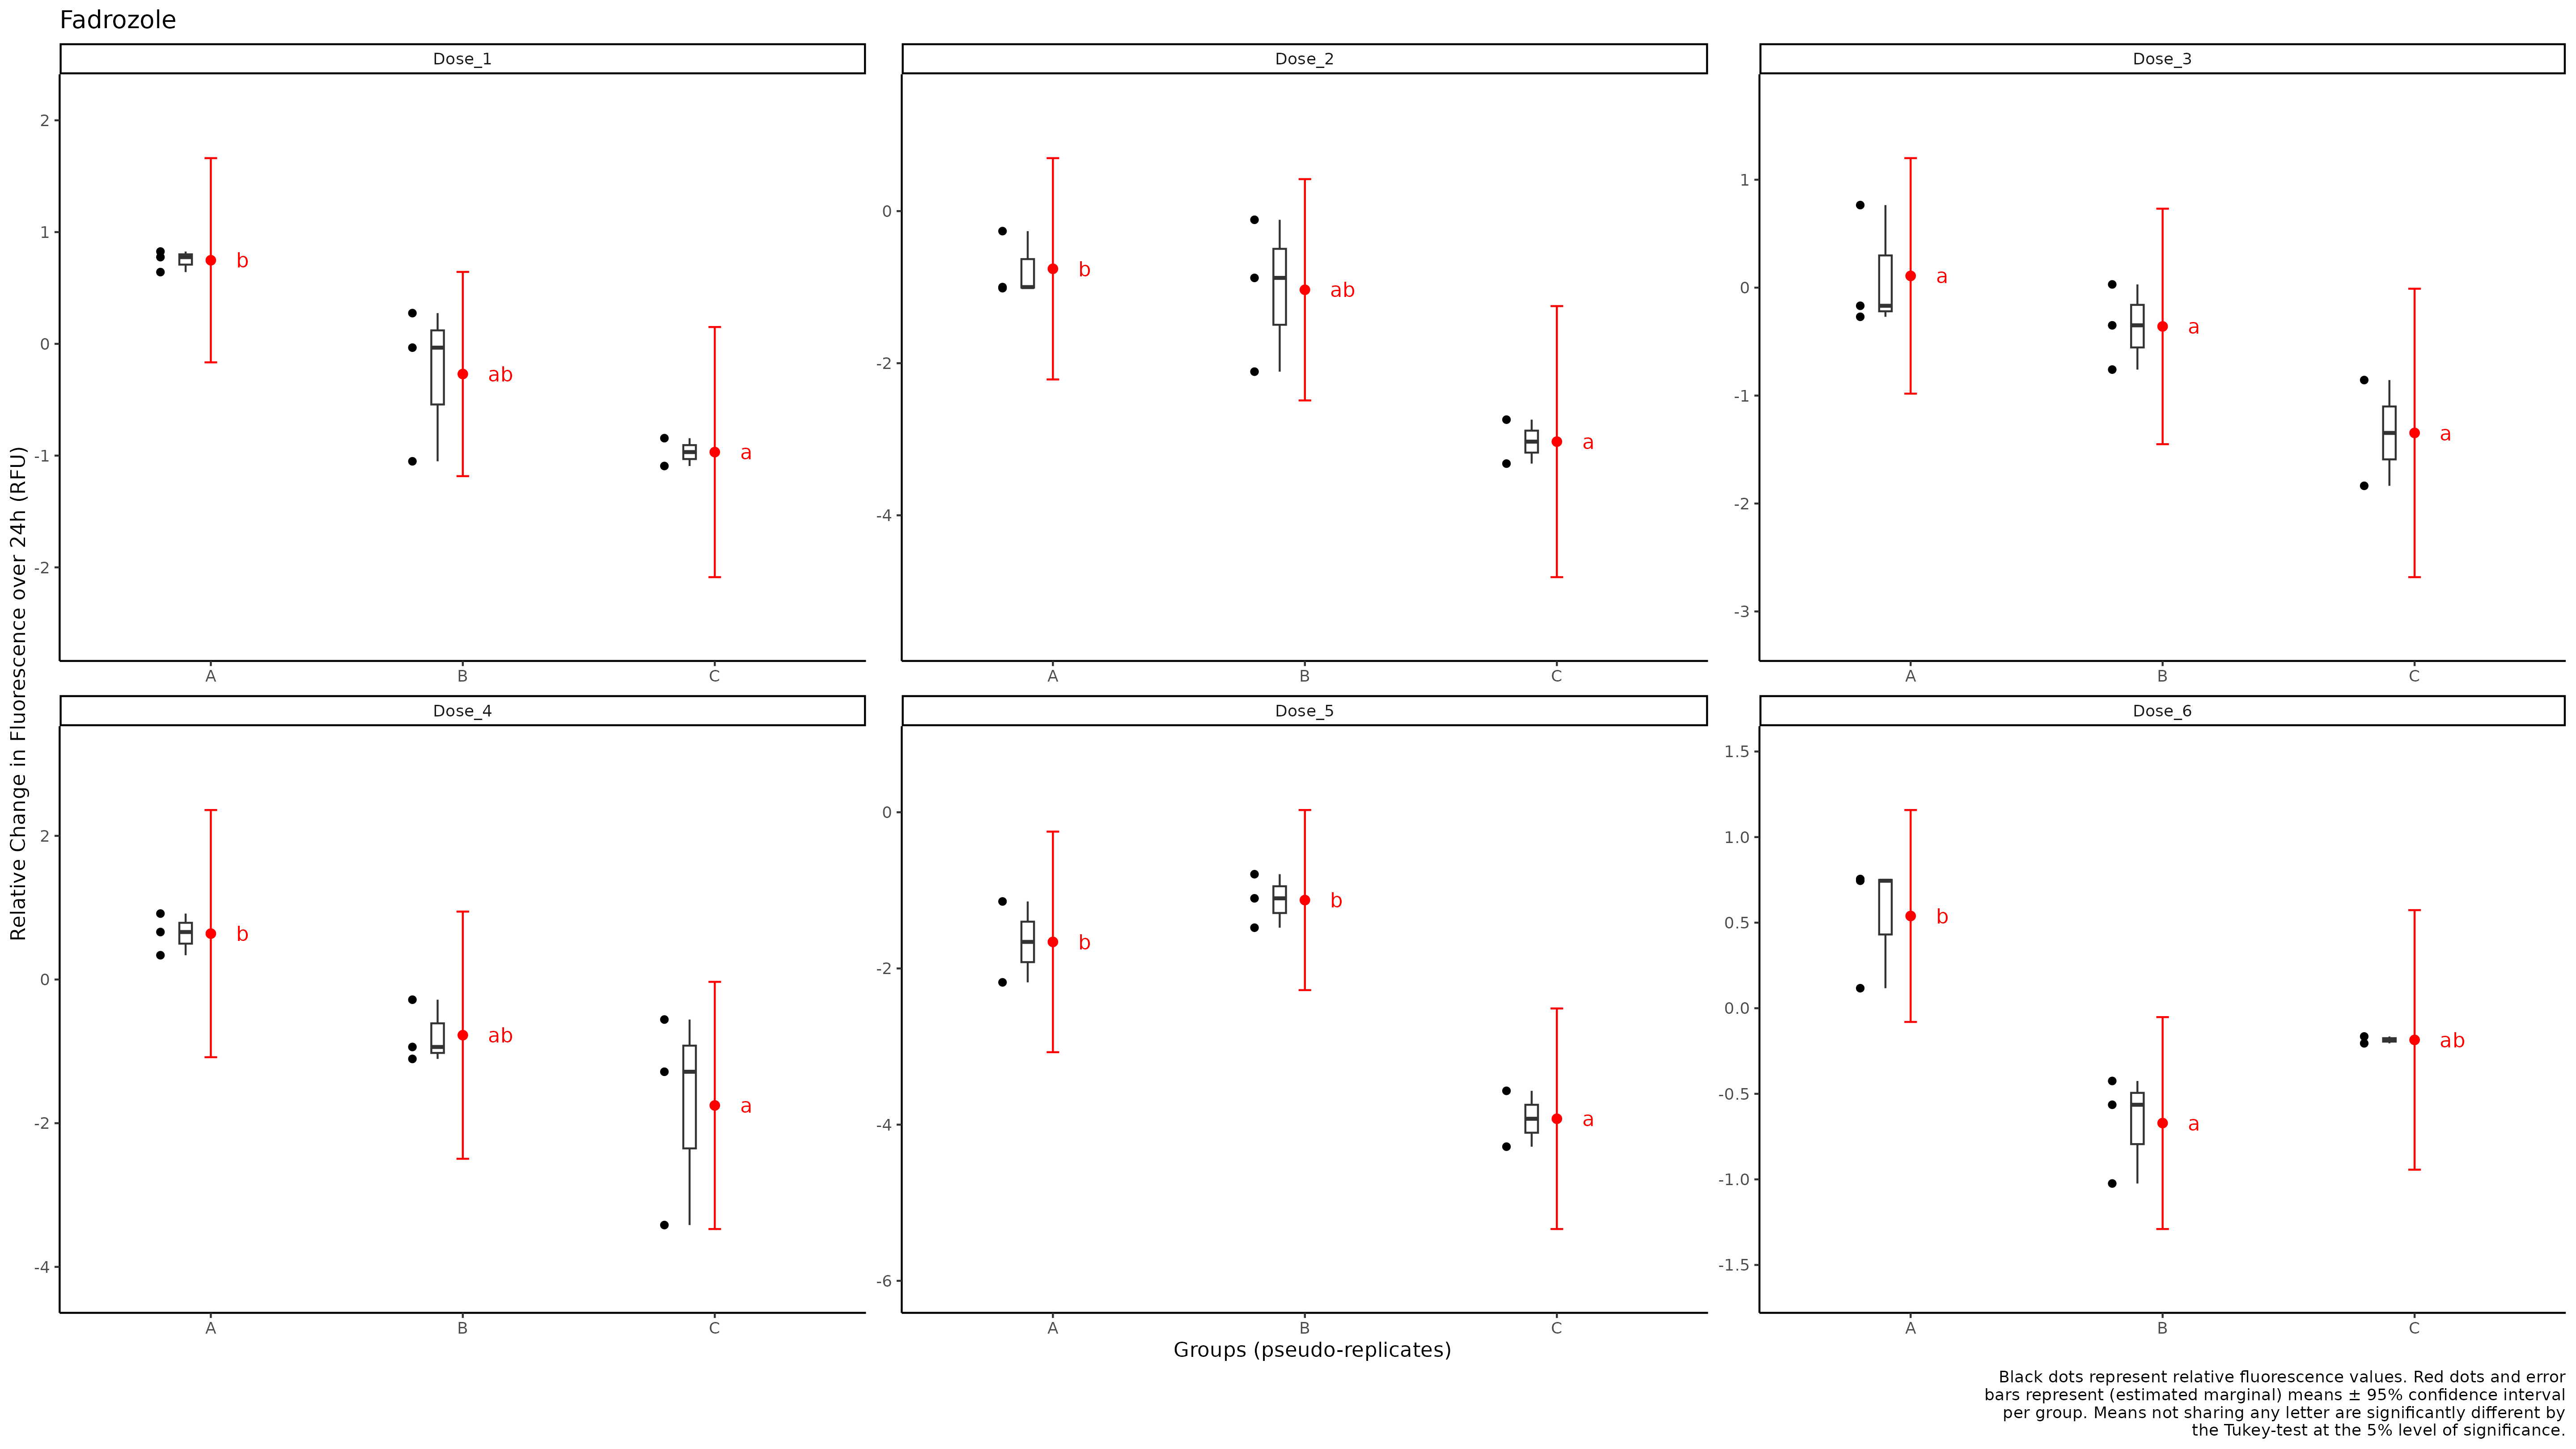 Fadrozole
Relative Change in Fluorescence over 24h (RFU)
Dose_1
2
1
0
-1
-2
b
ab
a
A
B
C
Dose_2
0
-2
-4
b
ab
a
A
B
C
Dose_3
1
0
-1
-2
-3
a
a
a
A
B
C
Dose_4
2
0
-2
-4
b
ab
a
A
B
C
Dose_5
0
-2
-4
-6
b
b
a
A
B
C
Dose_6
1.5
1.0
0.5
0.0
-0.5
-1.0
-1.5
b
a
ab
A
B
C
Groups (pseudo-replicates)
Black dots represent relative fluorescence values. Red dots and error
bars represent (estimated marginal) means ± 95% confidence interval
per group. Means not sharing any letter are significantly different by
the Tukey-test at the 5% level of significance.